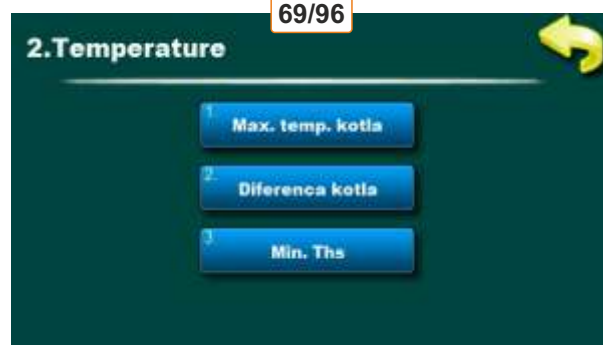 69/96
2.Temperature
1.
Max. temp. kotla
2.
Diferenca kotla
3.
Min. Ths